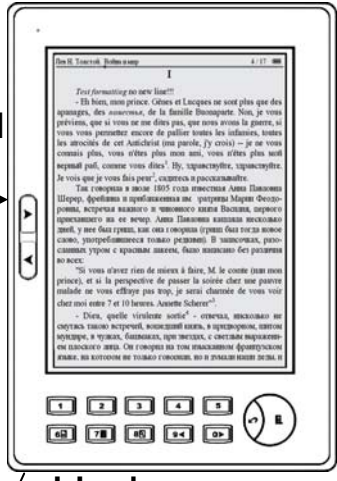 Лев Н. Толстой. Война и мир 4 / 17
I
Test formatting no new line!!!
- Eh bien, mon prince. Gênes et Lucques ne sont plus que des
apanages, des поместья, de la famille Buonaparte. Non, je vous
préviens, que si vous ne me dites pas, que nous avons la guerre, si
vous vous permettez encore de pallier toutes les infamies, toutes
les atrocités de cet Antichrist (ma parole, j'y crois) -- je ne vous
connais plus, vous n'êtes plus mon ami, vous n'êtes plus мой
верный раб, comme vous dites¹. Ну, здравствуйте, здравствуйте.
Je vois que je vous fais peur², садитесь и рассказывайте.
Так говорила в июле 1805 года известная Анна Павловна
Шерер, фрейлина и приближенная им ератрицы Марии Феодо-
ровны, встречая важного и чиновного князя Василия, первого
приехавшего на ее вечер. Анна Павловна кашляла несколько
дней, у нее был грипп, как она говорила (грипп был тогда новое
слово, употреблявшееся только редкими). В записочках, разо-
сланных утром с красным лакеем, было написано без различия
во всех:
"Si vous n'avez rien de mieux à faire, M. le comte (или mon
prince), et si la perspective de passer la soirée chez une pauvre
malade ne vous effraye pas trop, je serai charmée de vous voir
chez moi entre 7 et 10 heures. Annette Scherer"³.
- Dieu, quelle virulente sortie⁴ - отвечал, нисколько не
смутясь такою встречей, вошедший князь, в придворном, шитом
мундире, в чулках, башмаках, при звездах, с светлым выражени-
ем плоского лица. Он говорил на том изысканном французском
языке, на котором не только говорили, но и думали наши деды, и
1 2 3 4 5
6 7 8 9 0